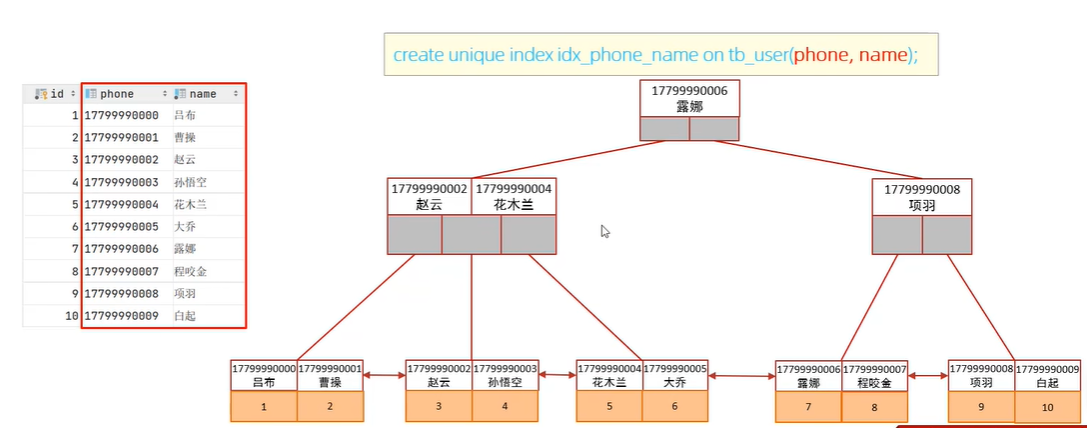 create unique index idx_phone_name on tb_user(phone, name);
id phone name
1 17799990000 吕布
2 17799990001 曹操
3 17799990002 赵云
4 17799990003 孙悟空
5 17799990004 花木兰
6 17799990005 大乔
7 17799990006 露娜
8 17799990007 程咬金
9 17799990008 项羽
10 17799990009 白起
17799990006
露娜
17799990002 17799990004
赵云 花木兰
17799990008
项羽
17799990000 17799990001 17799990002 17799990003 17799990004 17799990005 17799990006 17799990007 17799990008 17799990009
吕布 曹操 赵云 孙悟空 花木兰 大乔 露娜 程咬金 项羽 白起
1 2 3 4 5 6 7 8 9 10